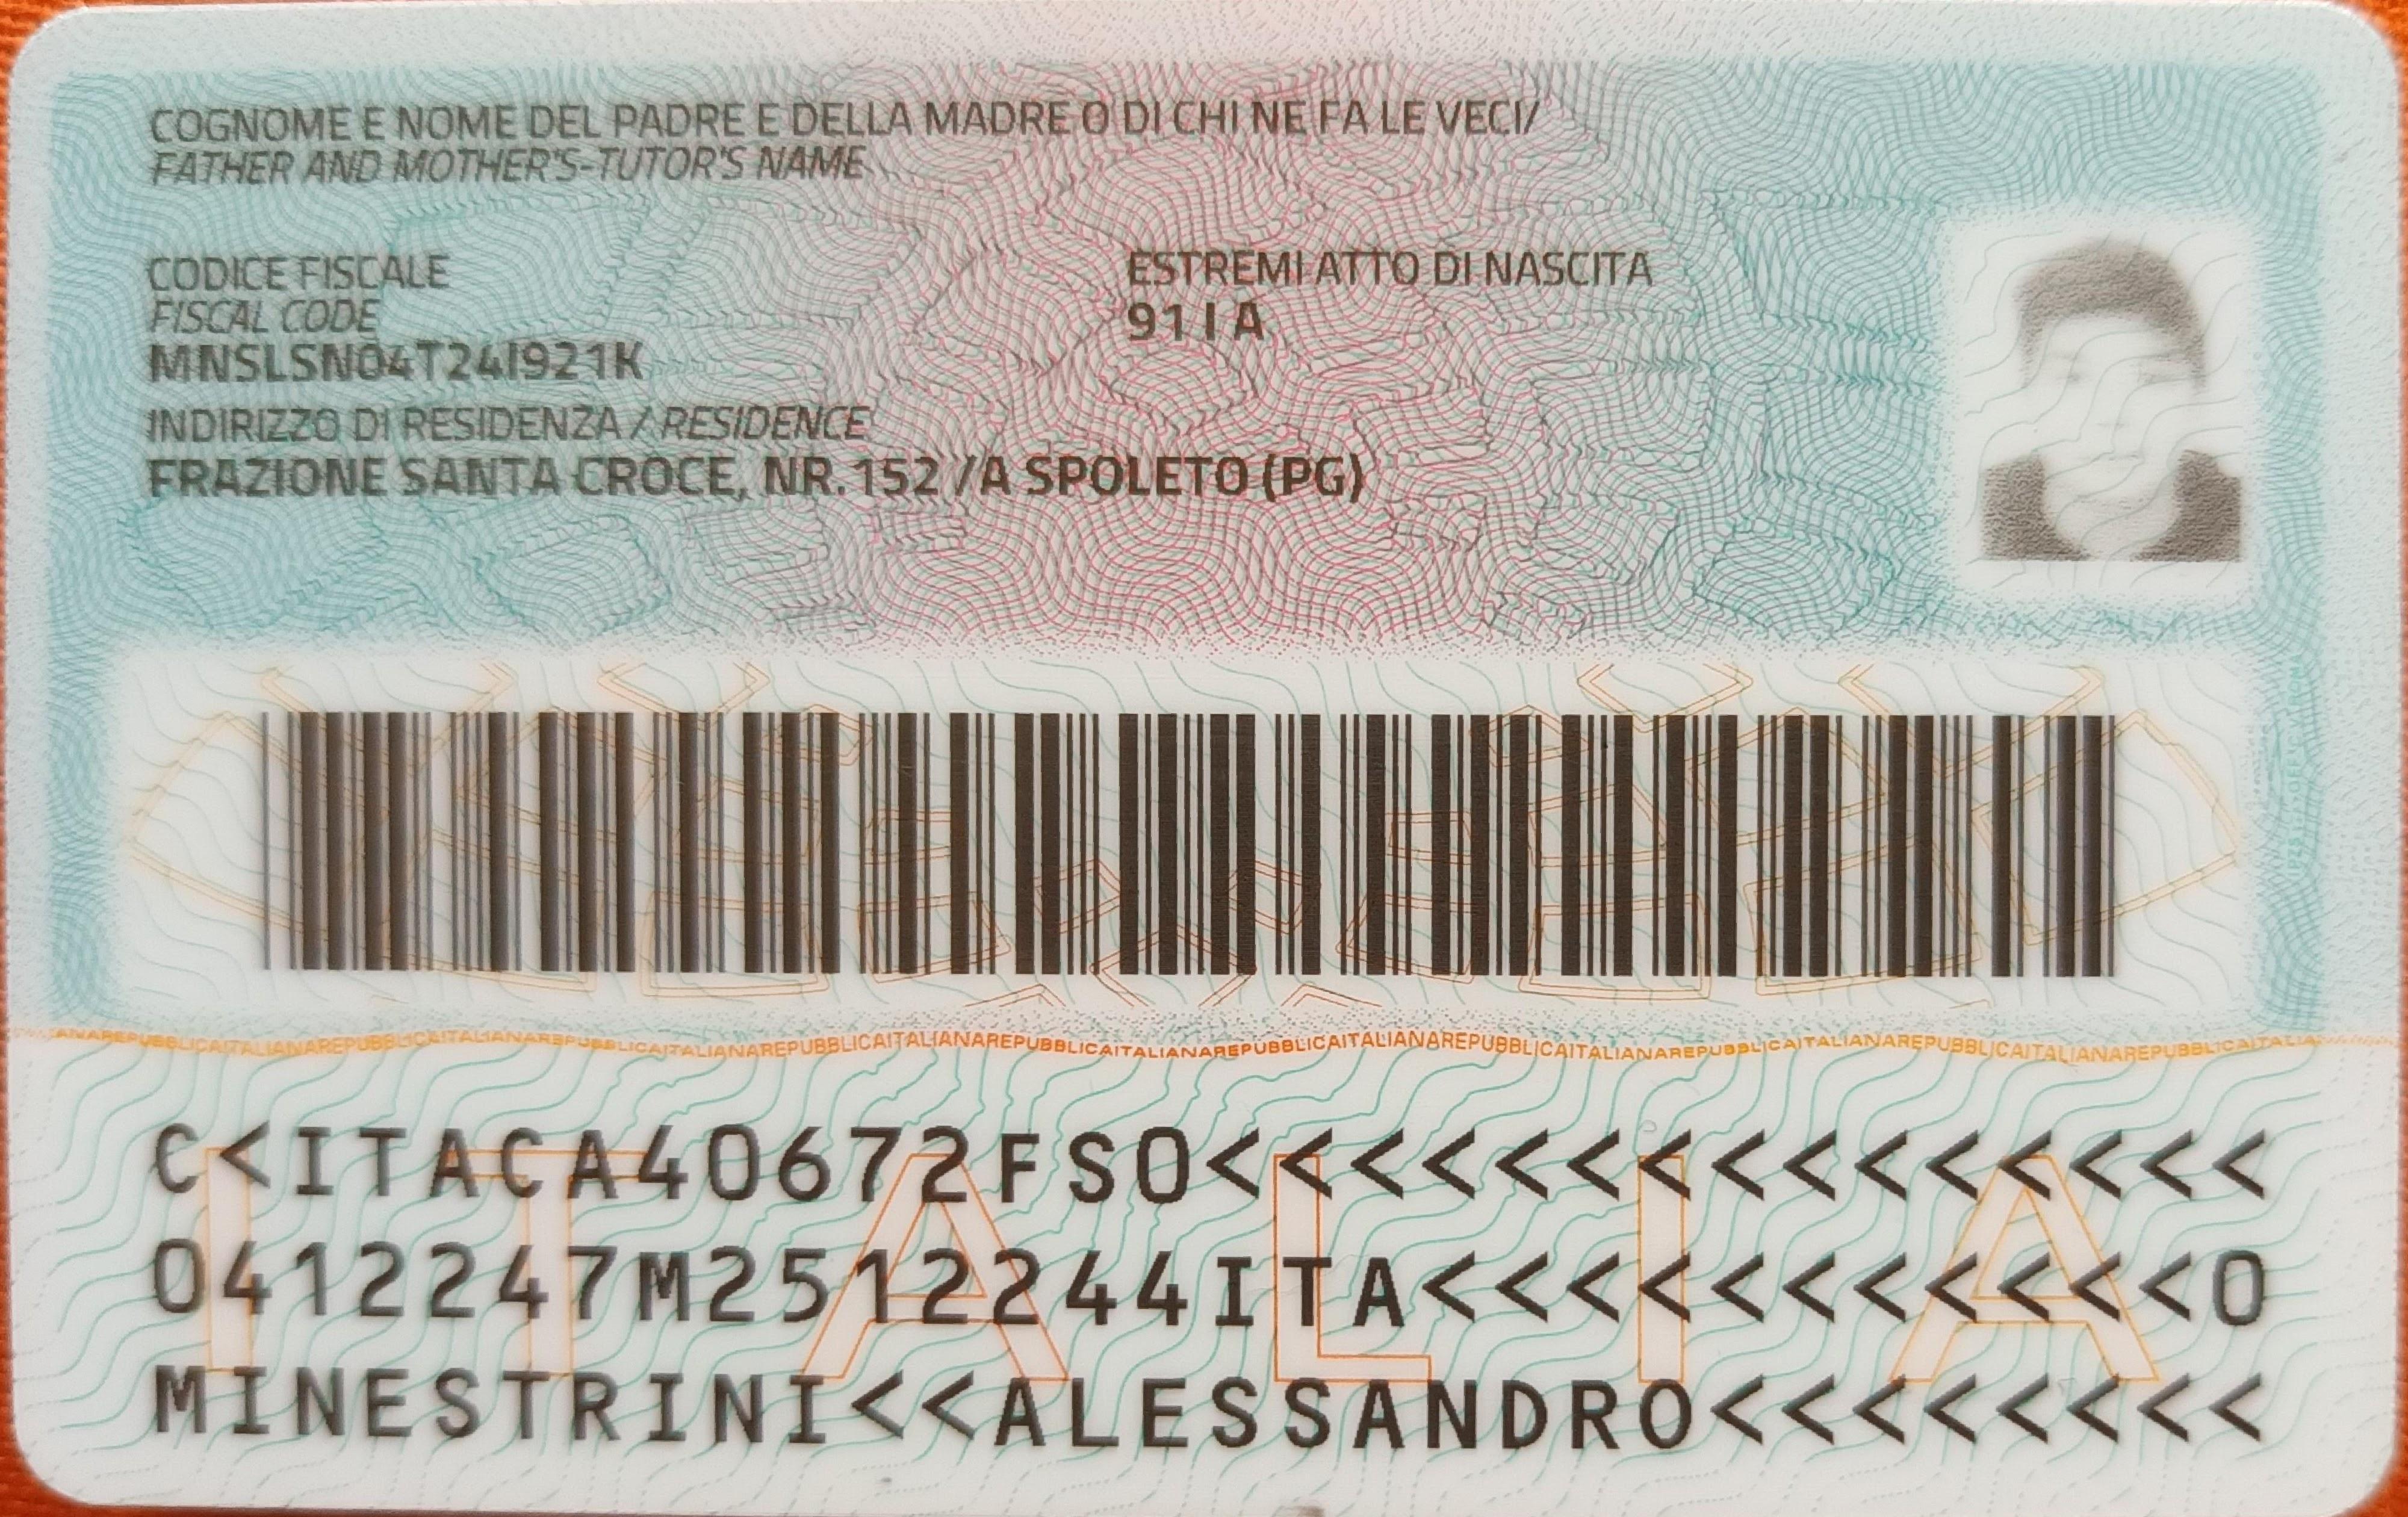 COGNOME E NOME DEL PADRE E DELLA MADRE O DI CHI NE FA LE VECI/
FATHER AND MOTHER'S-TUTOR'S NAME
CODICE FISCALE
FISCAL CODE
MNSLSN04T24I921K
ESTREMI ATTO DI NASCITA
91 I A
INDIRIZZO DI RESIDENZA / RESIDENCE
FRAZIONE SANTA CROCE, NR. 152 /A SPOLETO (PG)
ANAREPUBBLICAITALIANAREPUBBLICAITALIANAREPUBBLICAITALIANAREPUBBLICAITALIANAREPUBBLICAITALIANAREPUBBLICAITALIANAREPUBBLICAITALIANAREPUBBLICAITALIANAREPUBBLICAITALIA
ITALIA
C<ITACA40672FS0<<<<<<<<<<<<<<<
0412247M2512244ITA<<<<<<<<<<<0
MINESTRINI<<ALESSANDRO<<<<<<<<